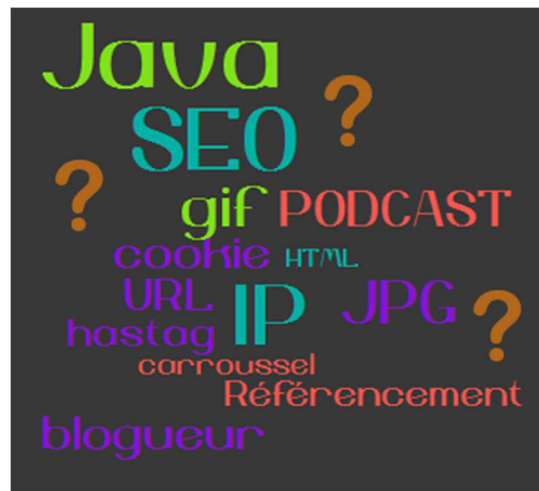 Java
SEO ?
?
gif PODCAST
cookie HTML
URL IP JPG ?
hastag
carroussel
Référencement
blogueur